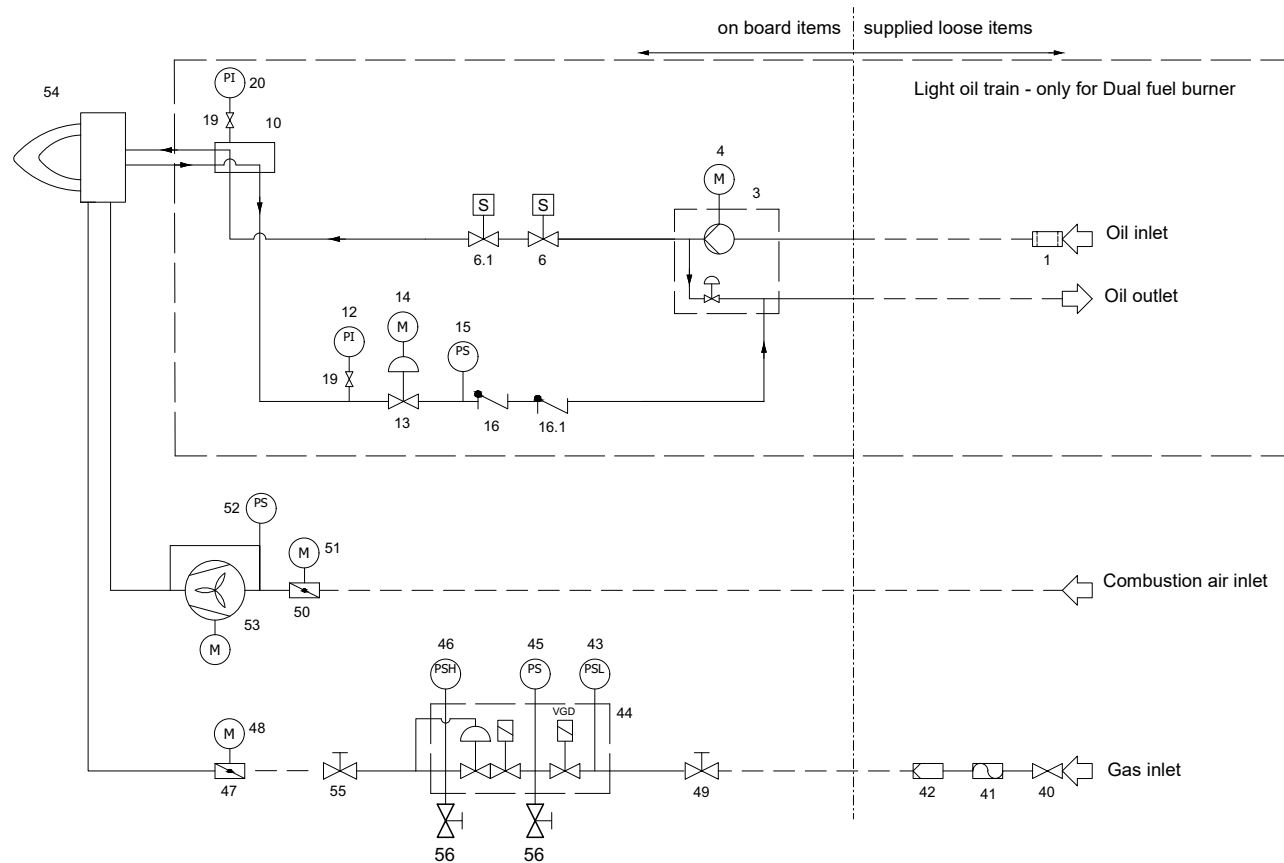 on board items
supplied loose items
Light oil train - only for Dual fuel burner
54
PI
20
19
10
4
M
3
S
S
6.1
6
1
Oil inlet
Oil outlet
14
12
M
15
PI
PS
19
13
16
16.1
52
PS
51
M
50
Combustion air inlet
53
M
46
45
43
PSH
PS
PSL
44
VGD
48
M
47
55
49
42
41
40
Gas inlet
56
56